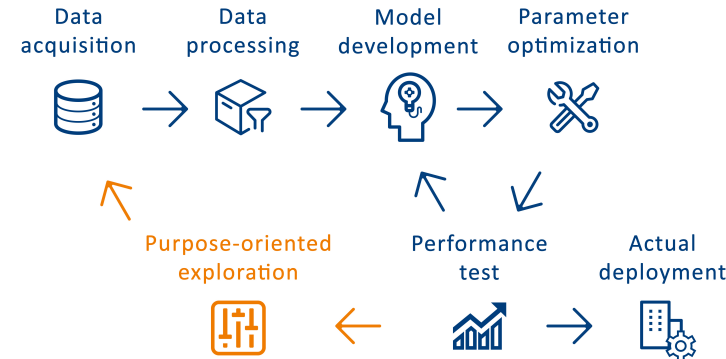 Data
acquisition
Data
processing
Model
development
Parameter
optimization
Purpose-oriented
exploration
Performance
test
Actual
deployment